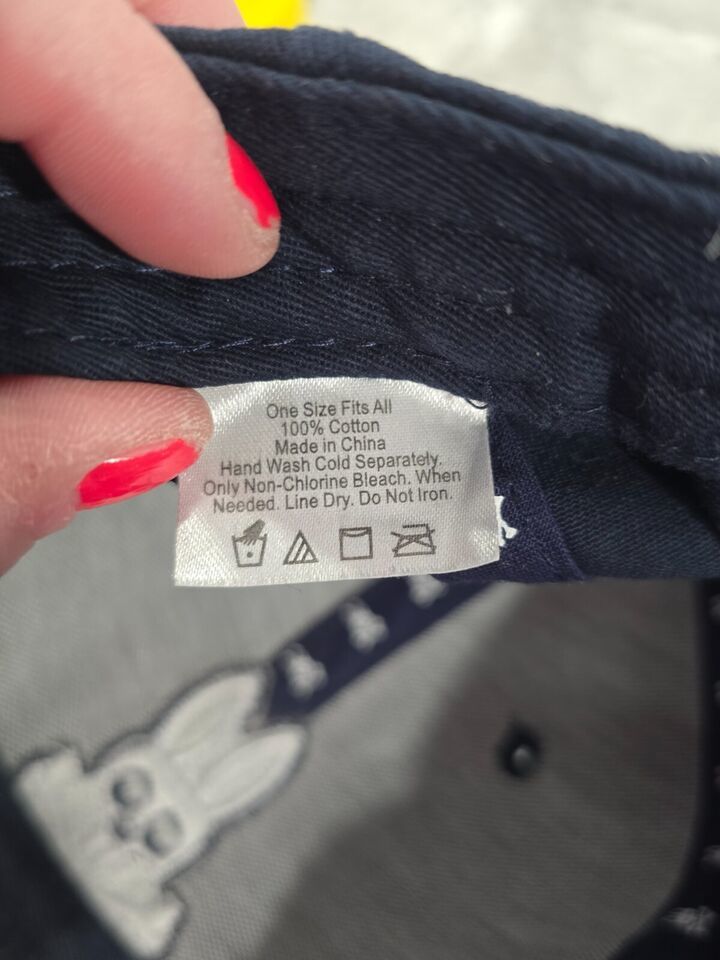 One Size Fits All
100% Cotton
Made in China
Hand Wash Cold Separately.
Only Non-Chlorine Bleach. When
Needed. Line Dry. Do Not Iron.